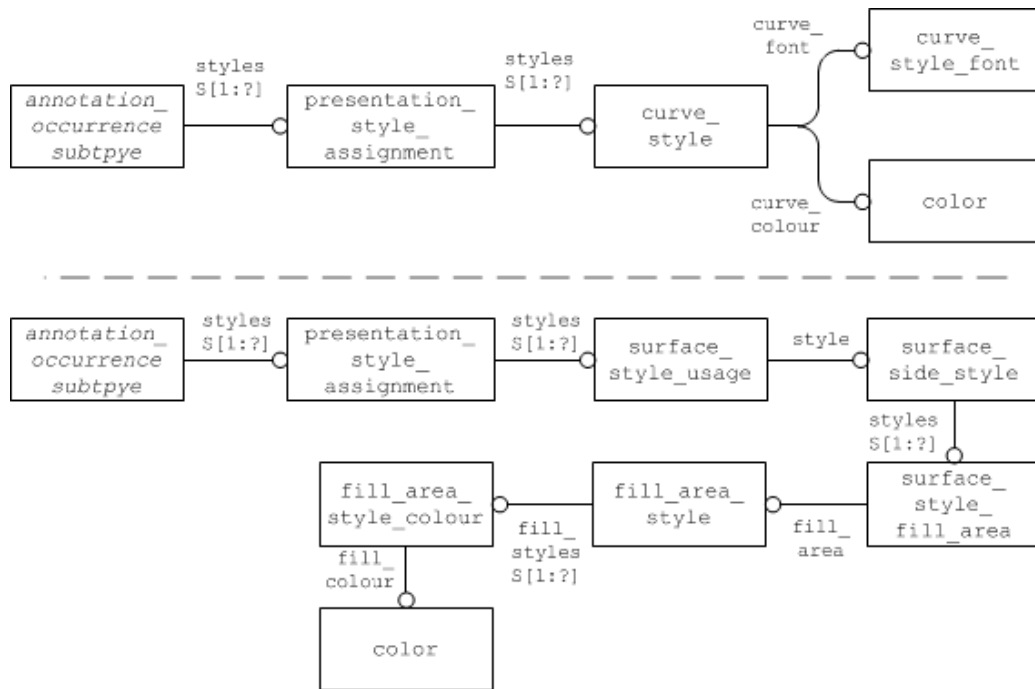 styles
S[1:?]
styles
S[1:?]
curve_
font
curve_
style_font
annotation_
occurrence
subtpye
presentation_
style_
assignment
curve_
style
curve_
colour
color
annotation_
occurrence
subtpye
styles
S[1:?]
presentation_
style_
assignment
styles
S[1:?]
surface_
style_usage
style
surface_
side_style
styles
S[1:?]
surface_
style_
fill_area
fill_
area
fill_area_
style
fill_
styles
S[1:?]
fill_area_
style_colour
fill_
colour
color